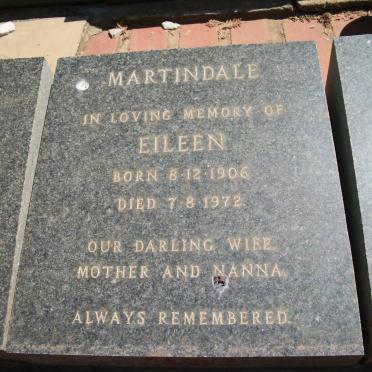 MARTINDALE
IN LOVING MEMORY OF
EILEEN
BORN 8·12·1906
DIED 7·8·1972
OUR DARLING WIFE,
MOTHER AND NANNA.
ALWAYS REMEMBERED.